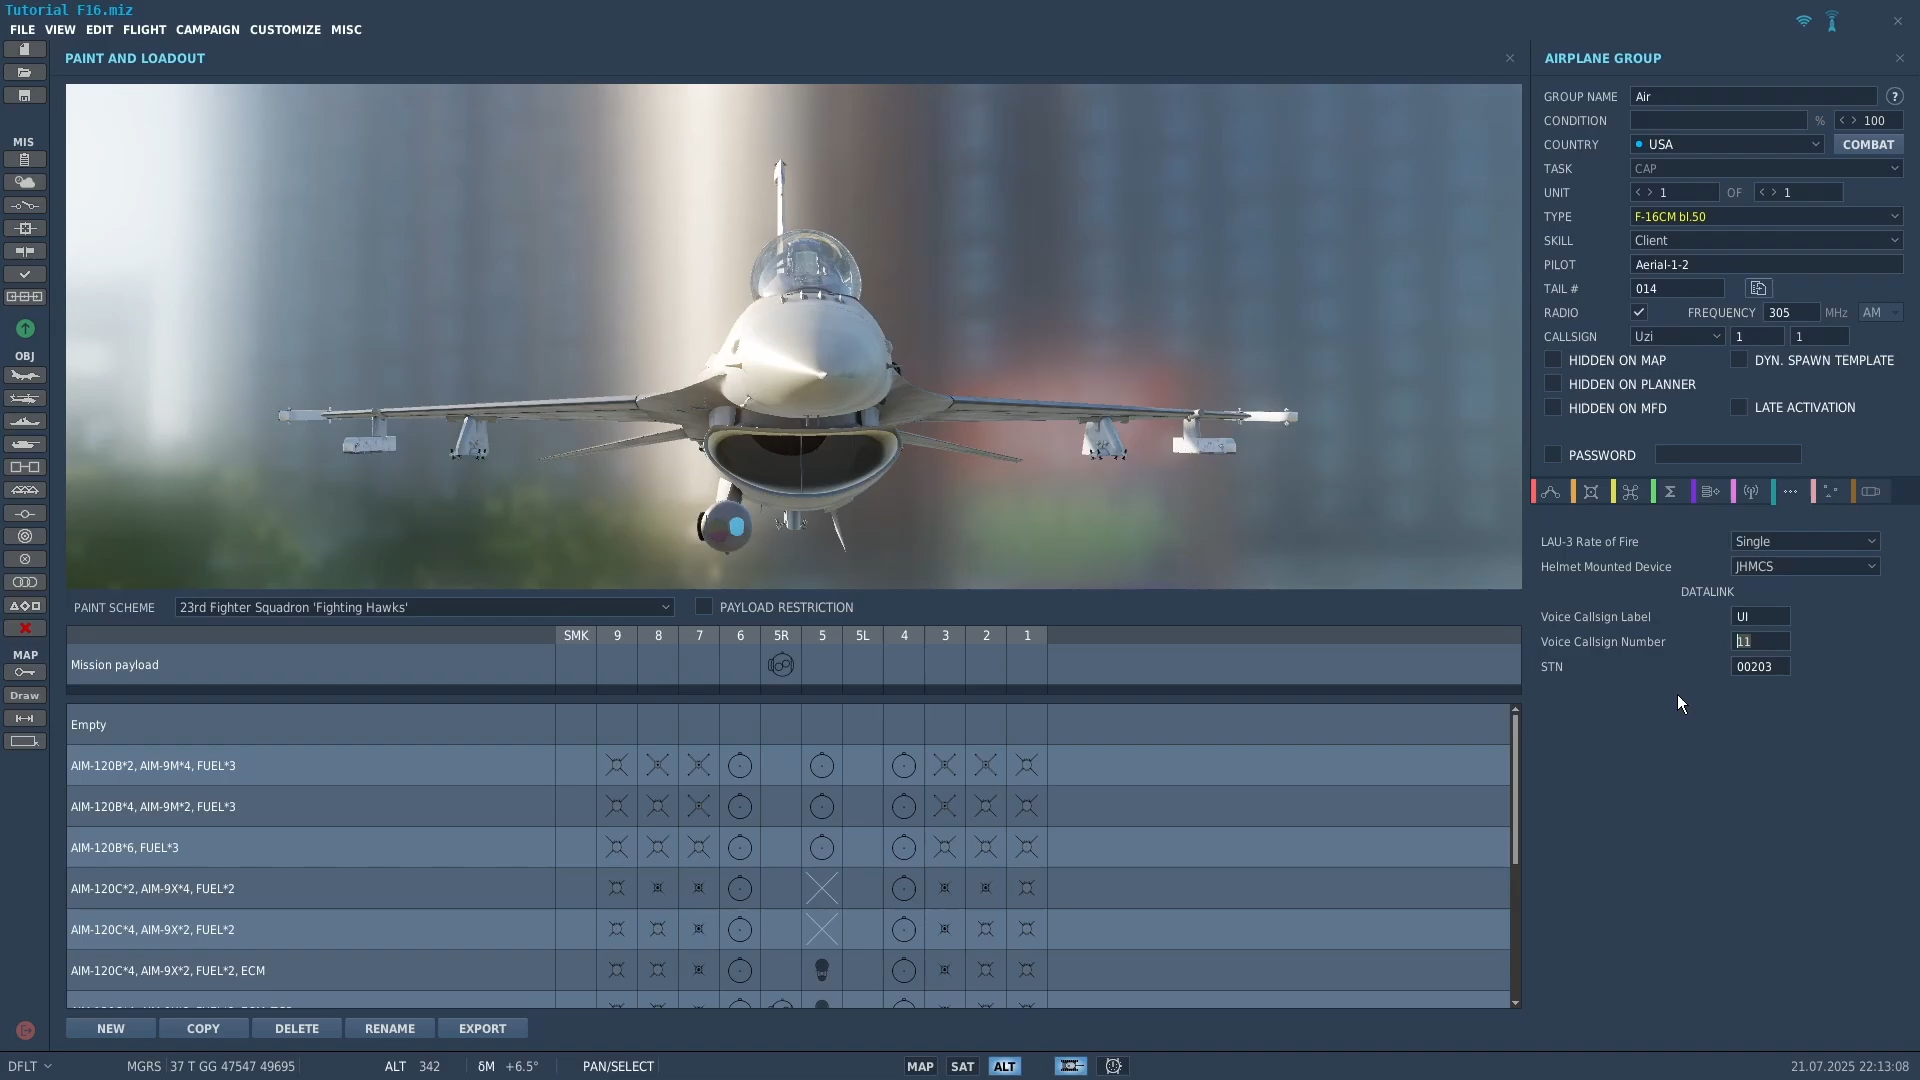 Tutorial F16.miz
FILE VIEW EDIT FLIGHT CAMPAIGN CUSTOMIZE MISC
PAINT AND LOADOUT
MIS
OBJ
MAP
Draw
PAINT SCHEME 23rd Fighter Squadron 'Fighting Hawks' PAYLOAD RESTRICTION
SMK 9 8 7 6 5R 5 5L 4 3 2 1
Mission payload
Empty
AIM-120B*2, AIM-9M*4, FUEL*3
AIM-120B*4, AIM-9M*2, FUEL*3
AIM-120B*6, FUEL*3
AIM-120C*2, AIM-9X*4, FUEL*2
AIM-120C*4, AIM-9X*2, FUEL*2
AIM-120C*4, AIM-9X*2, FUEL*2, ECM
NEW COPY DELETE RENAME EXPORT
AIRPLANE GROUP
GROUP NAME Air ?
CONDITION % < > 100
COUNTRY USA COMBAT
TASK CAP
UNIT < > 1 OF < > 1
TYPE F-16CM bl.50
SKILL Client
PILOT Aerial-1-2
TAIL # 014
RADIO FREQUENCY 305 MHz AM
CALLSIGN Uzi 1 1
HIDDEN ON MAP DYN. SPAWN TEMPLATE
HIDDEN ON PLANNER
HIDDEN ON MFD LATE ACTIVATION
PASSWORD
LAU-3 Rate of Fire Single
Helmet Mounted Device JHMCS
DATALINK
Voice Callsign Label UI
Voice Callsign Number 11
STN 00203
DFLT MGRS 37 T GG 47547 49695 ALT 342 δM +6.5° PAN/SELECT MAP SAT ALT 21.07.2025 22:13:08